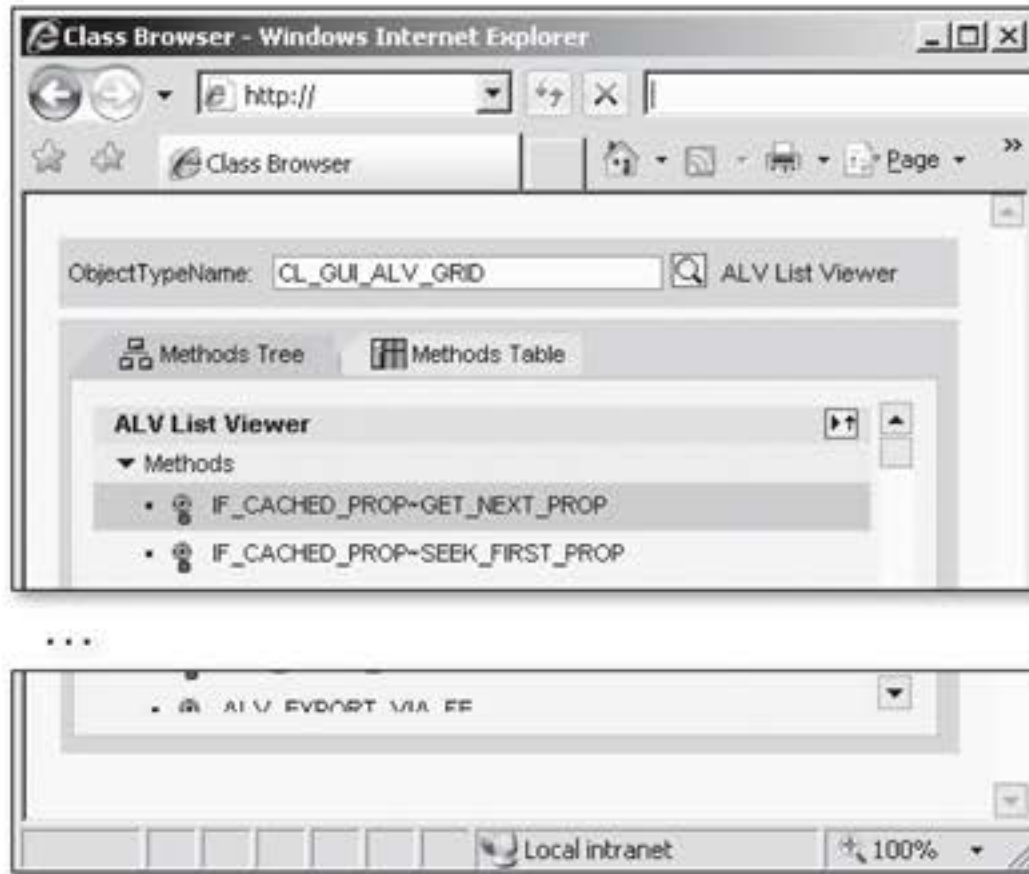 Class Browser - Windows Internet Explorer
http://
Class Browser
Page
»
ObjectTypeName: CL_GUI_ALV_GRID ALV List Viewer
Methods Tree Methods Table
ALV List Viewer
Methods
IF_CACHED_PROP~GET_NEXT_PROP
IF_CACHED_PROP~SEEK_FIRST_PROP
...
ALV_EXPORT_VIA_
Local intranet 100%